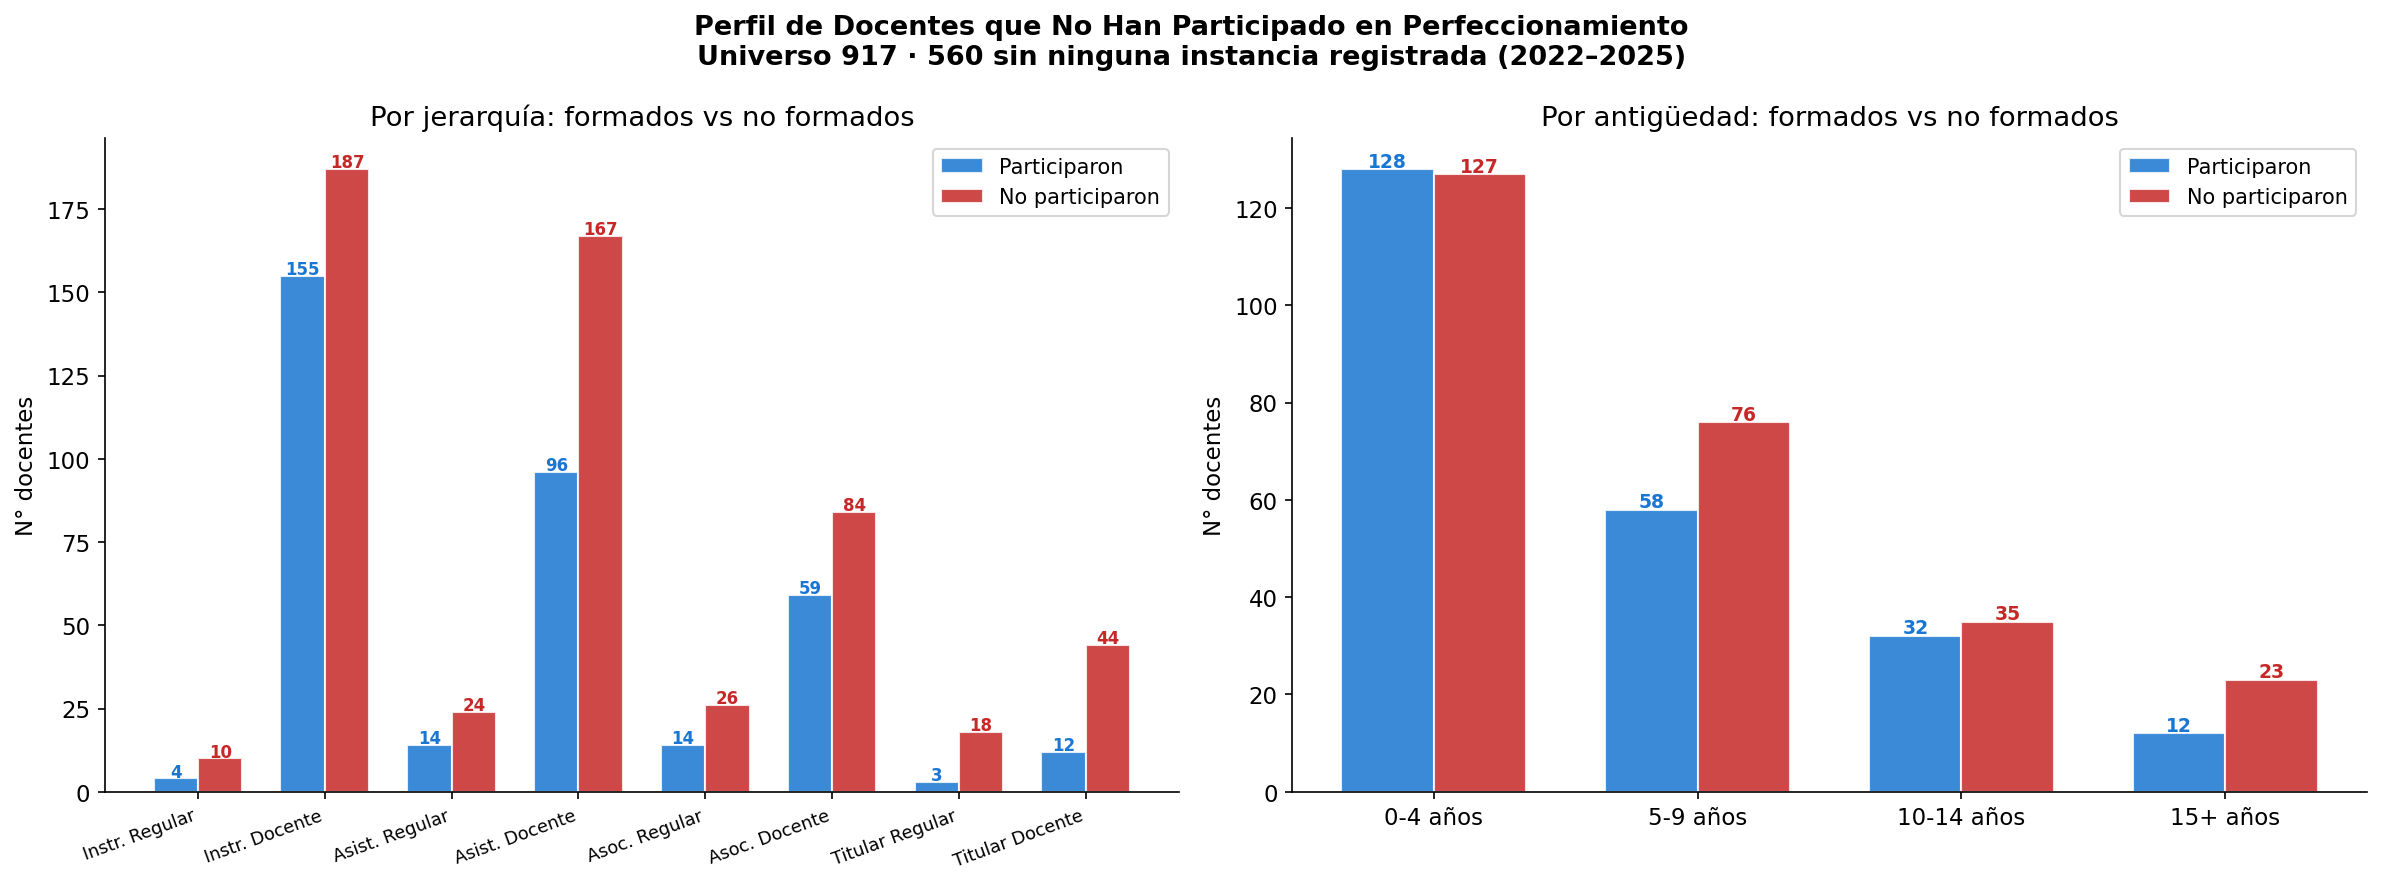 Perfil de Docentes que No Han Participado en Perfeccionamiento
Universo 917 · 560 sin ninguna instancia registrada (2022–2025)
Por jerarquía: formados vs no formados
Participaron
No participaron
N° docentes
175
150
125
100
75
50
25
0
4
10
155
187
14
24
96
167
14
26
59
84
3
18
12
44
Instr. Regular
Instr. Docente
Asist. Regular
Asist. Docente
Asoc. Regular
Asoc. Docente
Titular Regular
Titular Docente
Por antigüedad: formados vs no formados
Participaron
No participaron
N° docentes
120
100
80
60
40
20
0
128
127
58
76
32
35
12
23
0-4 años
5-9 años
10-14 años
15+ años